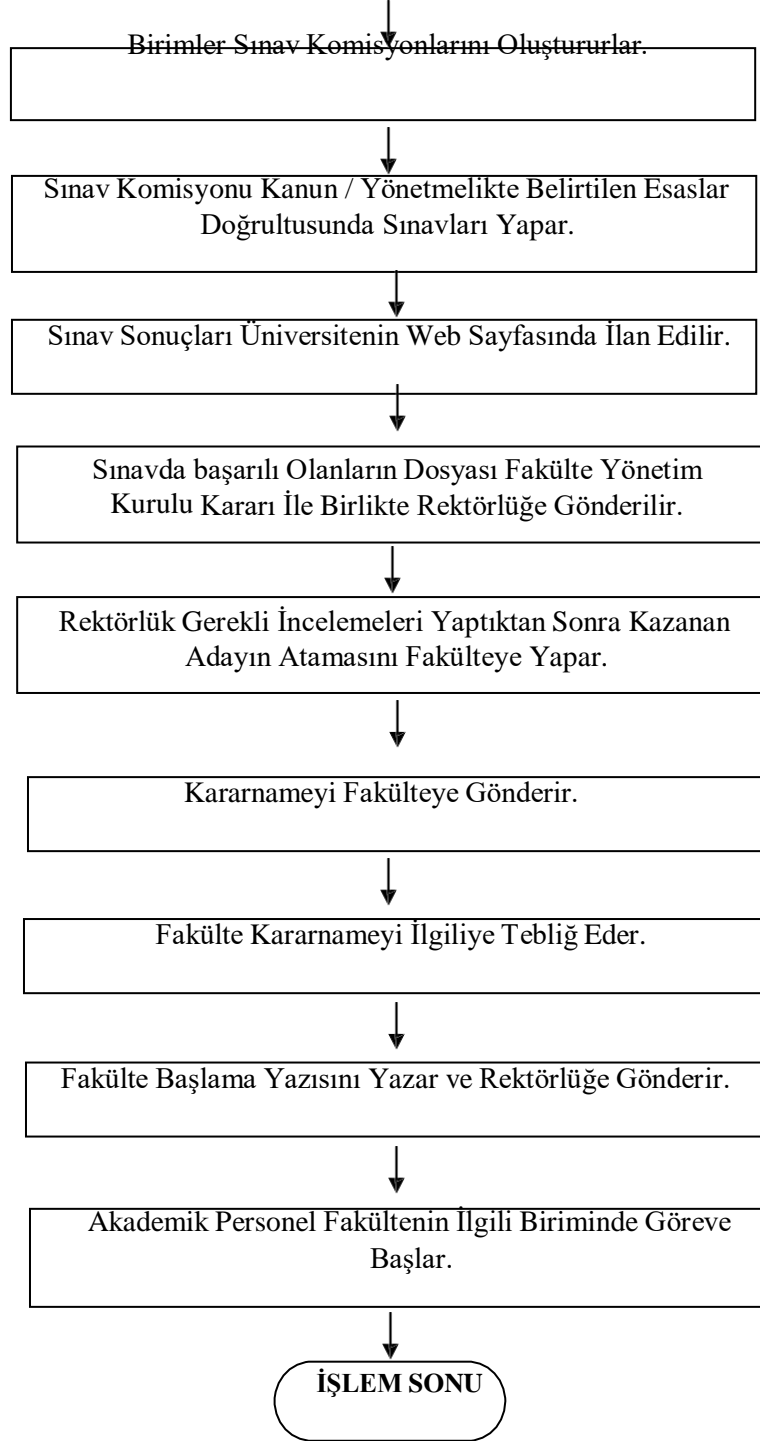 Birimler Sınav Komisyonlarını Oluştururlar.
Sınav Komisyonu Kanun / Yönetmelikte Belirtilen Esaslar
Doğrultusunda Sınavları Yapar.
Sınav Sonuçları Üniversitenin Web Sayfasında İlan Edilir.
Sınavda başarılı Olanların Dosyası Fakülte Yönetim
Kurulu Kararı İle Birlikte Rektörlüğe Gönderilir.
Rektörlük Gerekli İncelemeleri Yaptıktan Sonra Kazanan
Adayın Atamasını Fakülteye Yapar.
Kararnameyi Fakülteye Gönderir.
Fakülte Kararnameyi İlgiliye Tebliğ Eder.
Fakülte Başlama Yazısını Yazar ve Rektörlüğe Gönderir.
Akademik Personel Fakültenin İlgili Biriminde Göreve
Başlar.
İŞLEM SONU